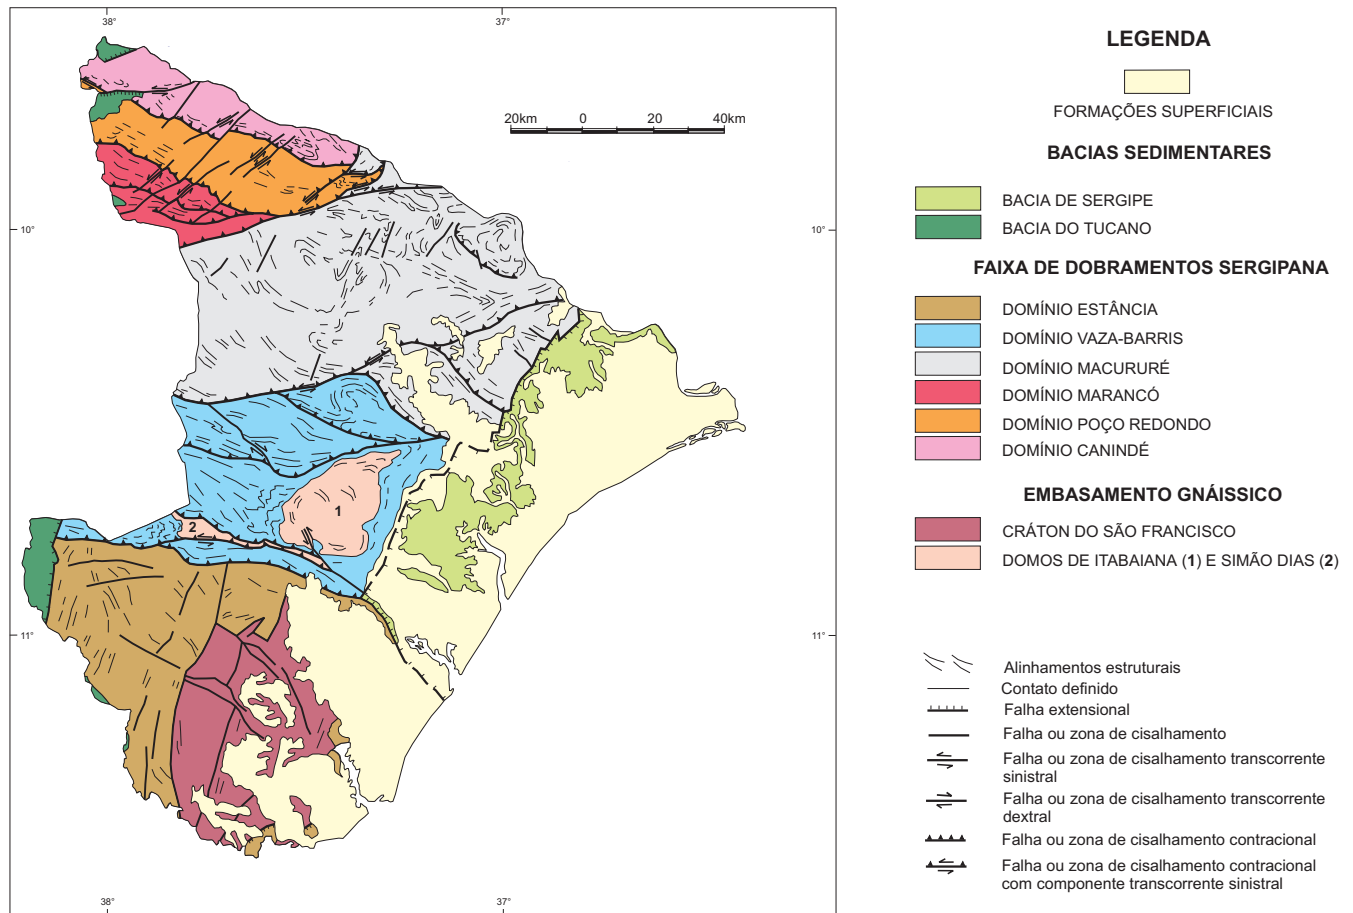 38°
37°
20km 0 20 40km
10°
10°
1
2
11°
11°
38°
37°
LEGENDA
FORMAÇÕES SUPERFICIAIS
BACIAS SEDIMENTARES
BACIA DE SERGIPE
BACIA DO TUCANO
FAIXA DE DOBRAMENTOS SERGIPANA
DOMÍNIO ESTÂNCIA
DOMÍNIO VAZA-BARRIS
DOMÍNIO MACURURÉ
DOMÍNIO MARANCÓ
DOMÍNIO POÇO REDONDO
DOMÍNIO CANINDÉ
EMBASAMENTO GNÁISSICO
CRÁTON DO SÃO FRANCISCO
DOMOS DE ITABAIANA (1) E SIMÃO DIAS (2)
Alinhamentos estruturais
Contato definido
Falha extensional
Falha ou zona de cisalhamento
Falha ou zona de cisalhamento transcorrente
sinistral
Falha ou zona de cisalhamento transcorrente
dextral
Falha ou zona de cisalhamento contracional
Falha ou zona de cisalhamento contracional
com componente transcorrente sinistral